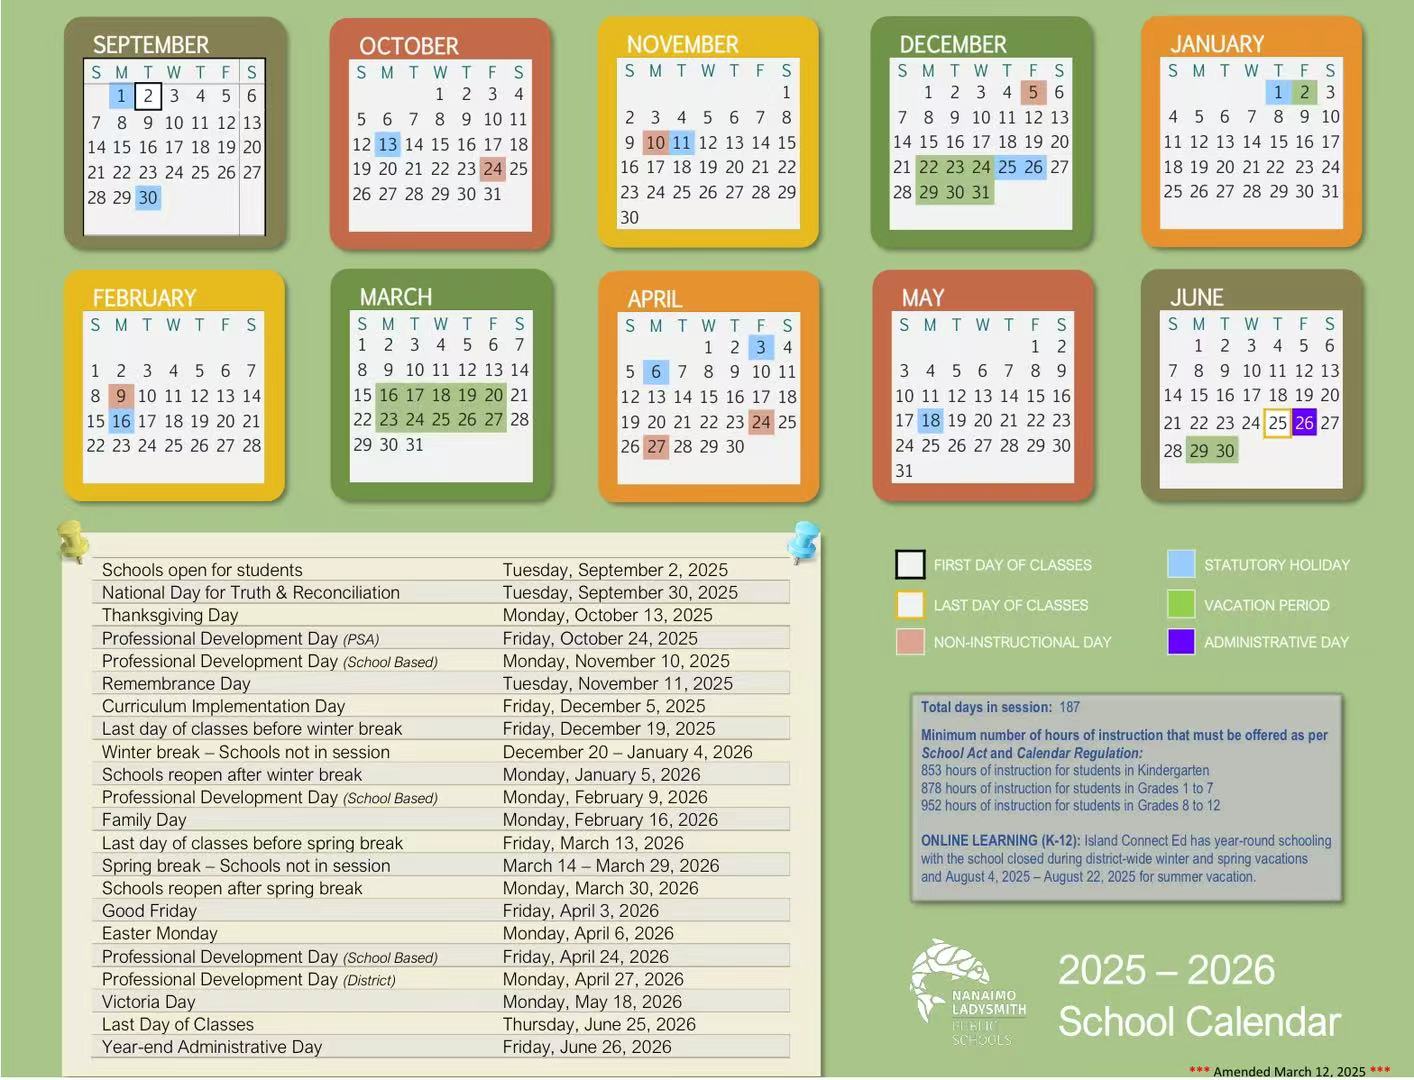 SEPTEMBER
S M T W T F S
1 2 3 4 5 6
7 8 9 10 11 12 13
14 15 16 17 18 19 20
21 22 23 24 25 26 27
28 29 30
OCTOBER
S M T W T F S
1 2 3 4
5 6 7 8 9 10 11
12 13 14 15 16 17 18
19 20 21 22 23 24 25
26 27 28 29 30 31
NOVEMBER
S M T W T F S
1
2 3 4 5 6 7 8
9 10 11 12 13 14 15
16 17 18 19 20 21 22
23 24 25 26 27 28 29
30
DECEMBER
S M T W T F S
1 2 3 4 5 6
7 8 9 10 11 12 13
14 15 16 17 18 19 20
21 22 23 24 25 26 27
28 29 30 31
JANUARY
S M T W T F S
1 2 3
4 5 6 7 8 9 10
11 12 13 14 15 16 17
18 19 20 21 22 23 24
25 26 27 28 29 30 31
FEBRUARY
S M T W T F S
1 2 3 4 5 6 7
8 9 10 11 12 13 14
15 16 17 18 19 20 21
22 23 24 25 26 27 28
MARCH
S M T W T F S
1 2 3 4 5 6 7
8 9 10 11 12 13 14
15 16 17 18 19 20 21
22 23 24 25 26 27 28
29 30 31
APRIL
S M T W T F S
1 2 3 4
5 6 7 8 9 10 11
12 13 14 15 16 17 18
19 20 21 22 23 24 25
26 27 28 29 30
MAY
S M T W T F S
1 2
3 4 5 6 7 8 9
10 11 12 13 14 15 16
17 18 19 20 21 22 23
24 25 26 27 28 29 30
31
JUNE
S M T W T F S
1 2 3 4 5 6
7 8 9 10 11 12 13
14 15 16 17 18 19 20
21 22 23 24 25 26 27
28 29 30
Schools open for students Tuesday, September 2, 2025
National Day for Truth & Reconciliation Tuesday, September 30, 2025
Thanksgiving Day Monday, October 13, 2025
Professional Development Day (PSA) Friday, October 24, 2025
Professional Development Day (School Based) Monday, November 10, 2025
Remembrance Day Tuesday, November 11, 2025
Curriculum Implementation Day Friday, December 5, 2025
Last day of classes before winter break Friday, December 19, 2025
Winter break – Schools not in session December 20 – January 4, 2026
Schools reopen after winter break Monday, January 5, 2026
Professional Development Day (School Based) Monday, February 9, 2026
Family Day Monday, February 16, 2026
Last day of classes before spring break Friday, March 13, 2026
Spring break – Schools not in session March 14 – March 29, 2026
Schools reopen after spring break Monday, March 30, 2026
Good Friday Friday, April 3, 2026
Easter Monday Monday, April 6, 2026
Professional Development Day (School Based) Friday, April 24, 2026
Professional Development Day (District) Monday, April 27, 2026
Victoria Day Monday, May 18, 2026
Last Day of Classes Thursday, June 25, 2026
Year-end Administrative Day Friday, June 26, 2026
FIRST DAY OF CLASSES STATUTORY HOLIDAY
LAST DAY OF CLASSES VACATION PERIOD
NON-INSTRUCTIONAL DAY ADMINISTRATIVE DAY
Total days in session: 187
Minimum number of hours of instruction that must be offered as per
School Act and Calendar Regulation:
853 hours of instruction for students in Kindergarten
878 hours of instruction for students in Grades 1 to 7
952 hours of instruction for students in Grades 8 to 12
ONLINE LEARNING (K-12): Island Connect Ed has year-round schooling
with the school closed during district-wide winter and spring vacations
and August 4, 2025 – August 22, 2025 for summer vacation.
NANAIMO
LADYSMITH
PUBLIC
SCHOOLS
2025 – 2026
School Calendar
*** Amended March 12, 2025 ***